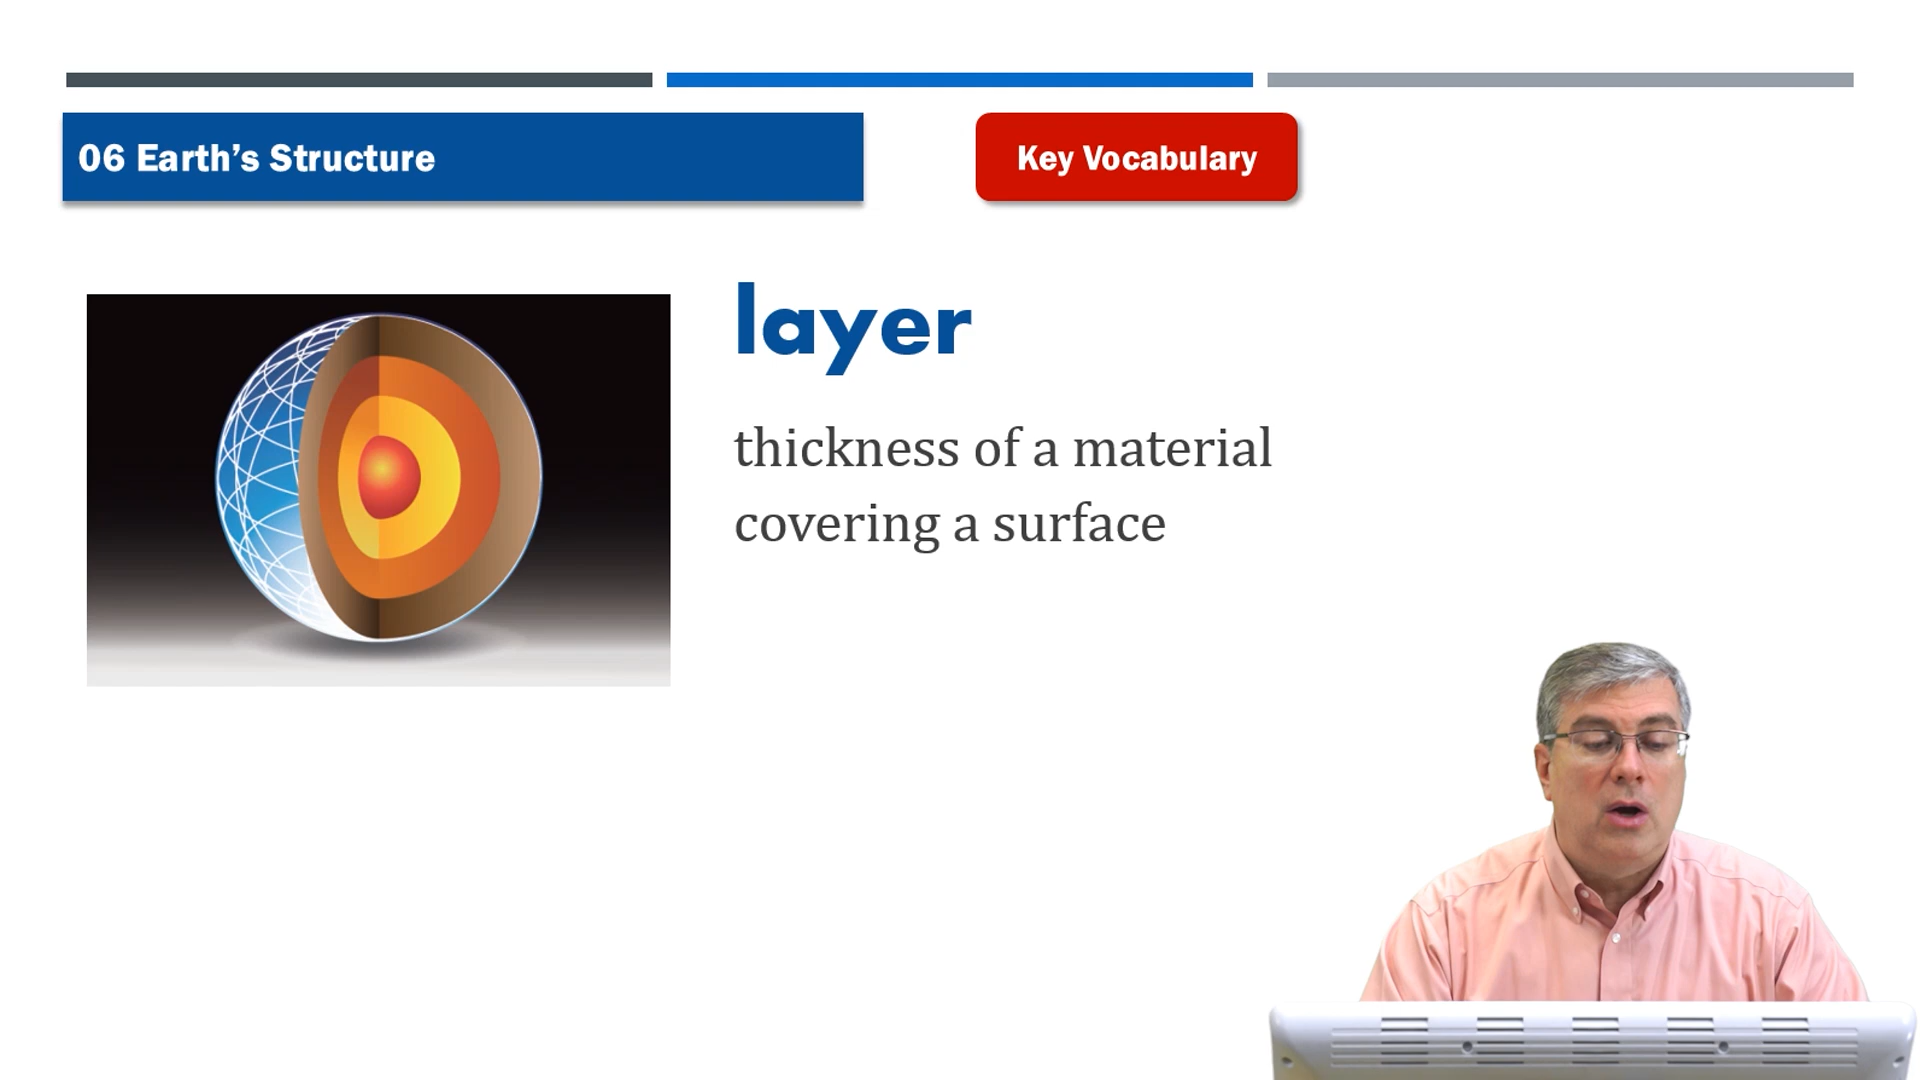 06 Earth’s Structure
Key Vocabulary
layer
thickness of a material
covering a surface